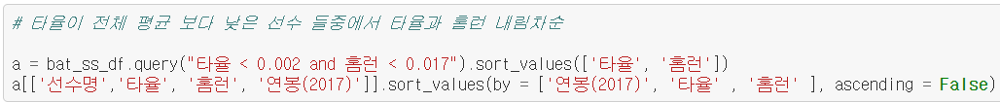 # 타율이 전체 평균 보다 낮은 선수 들중에서 타율과 홈런 내림차순
a = bat_ss_df.query("타율 < 0.002 and 홈런 < 0.017").sort_values(['타율', '홈런'])
a[['선수명','타율', '홈런', '연봉(2017)']].sort_values(by = ['연봉(2017)', '타율' , '홈런' ], ascending = False)